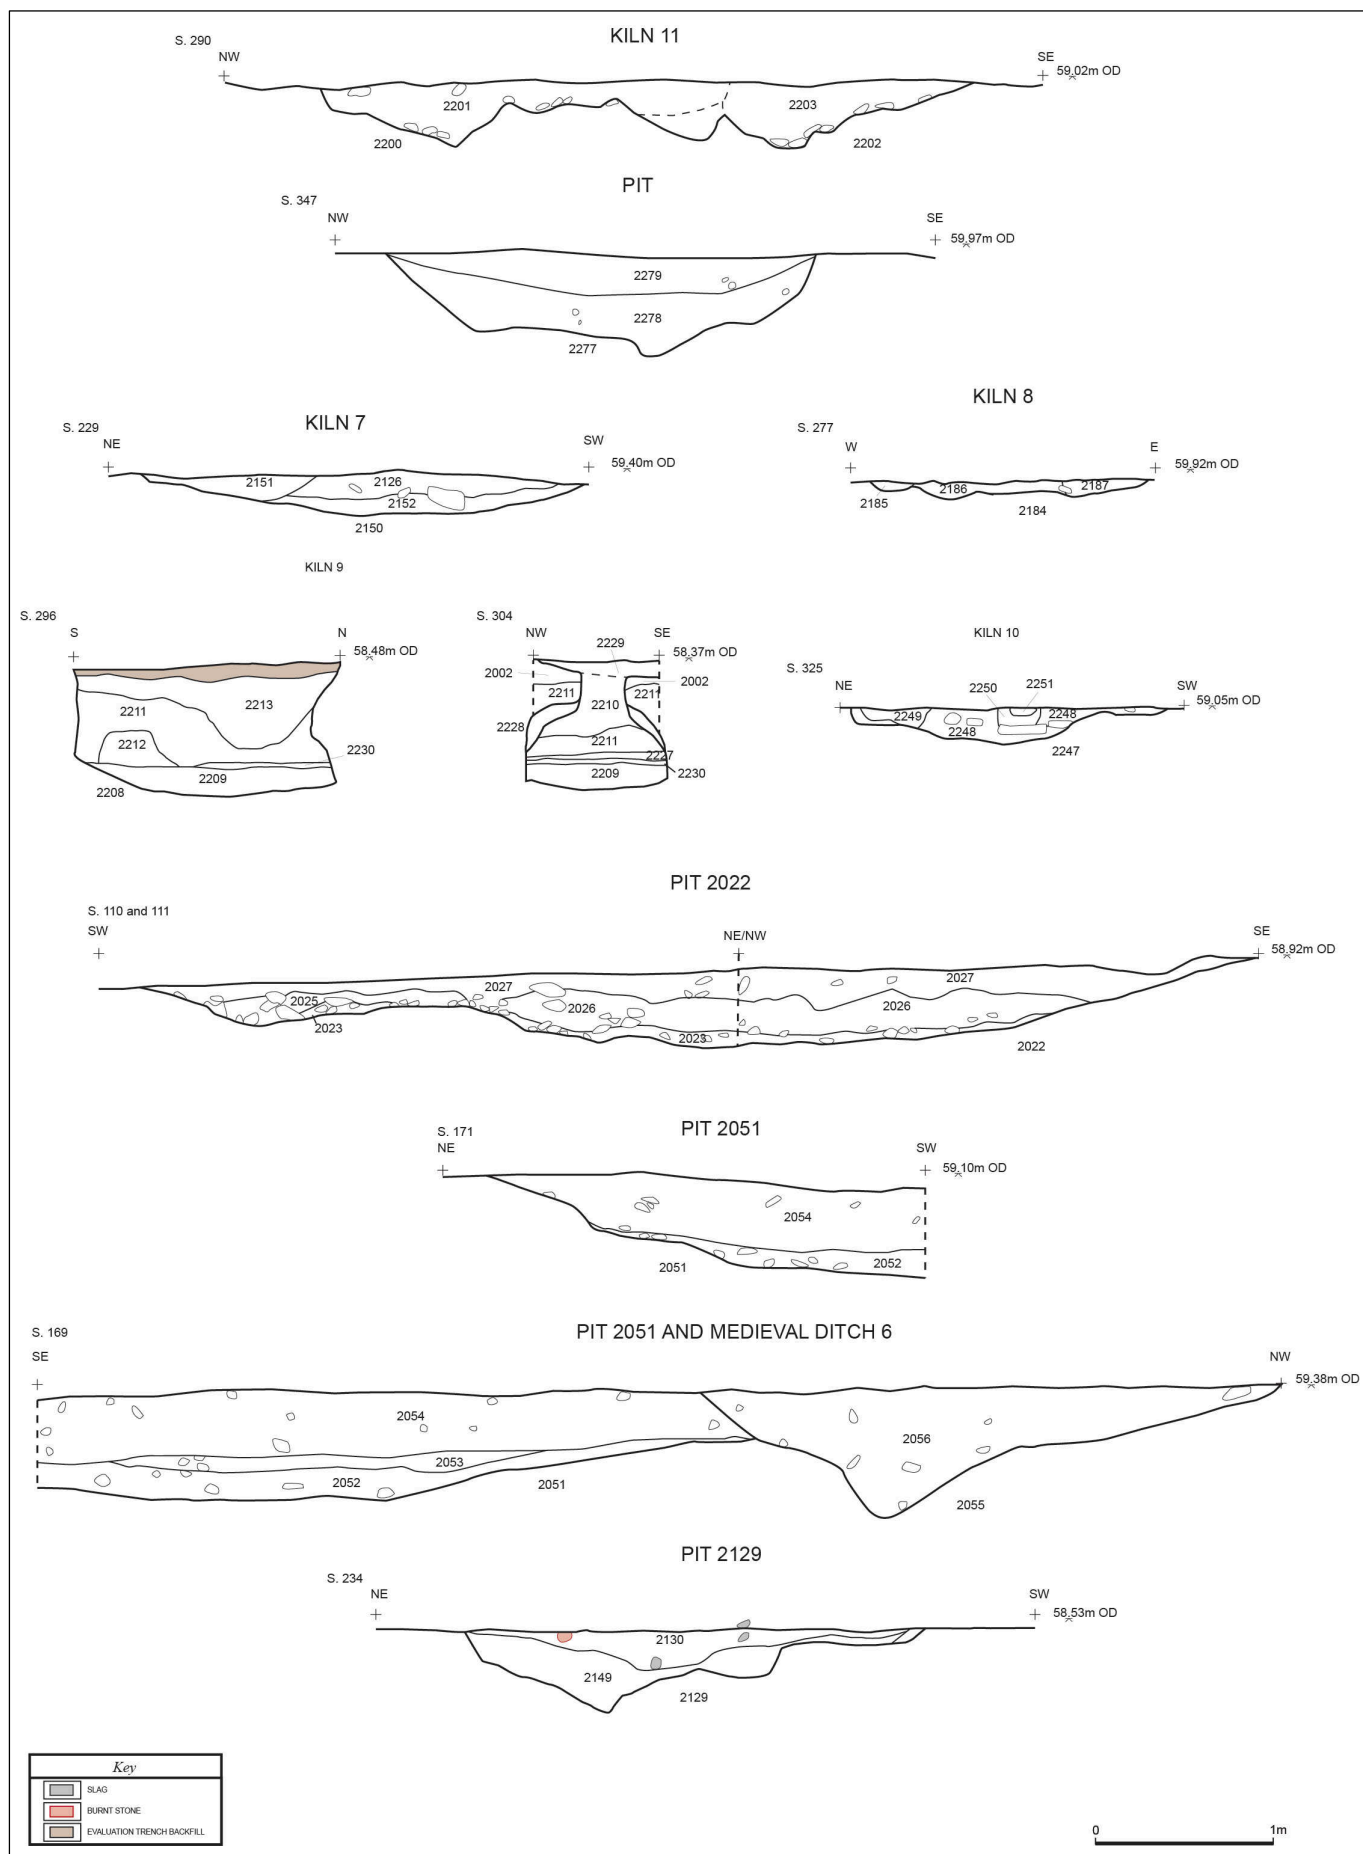 KILN 11
S. 290
NW SE
59.02m OD
2201 2203
2200 2202
PIT
S. 347
NW SE
59.97m OD
2279
2278
2277
KILN 7
S. 229
NE SW
59.40m OD
2151 2126
2152
2150
KILN 8
S. 277
W E
59.92m OD
2186 2187
2185 2184
KILN 9
S. 296
S N
58.48m OD
2211 2213
2212
2230
2209
2208
S. 304
NW SE
2229
58.37m OD
2002 2002
2211 2211
2210
2228
2211
2227
2230
2209
KILN 10
S. 325
NE SW
2250 2251
59.05m OD
2249 2248
2248
2247
PIT 2022
S. 110 and 111
SW NE/NW SE
58.92m OD
2027 2027
2025 2026 2026
2023 2023
2022
PIT 2051
S. 171
NE SW
59.10m OD
2054
2051 2052
PIT 2051 AND MEDIEVAL DITCH 6
S. 169
SE NW
59.38m OD
2054
2056
2053
2052 2051
2055
PIT 2129
S. 234
NE SW
58.53m OD
2130
2149
2129
Key
SLAG
BURNT STONE
EVALUATION TRENCH BACKFILL
0 1m